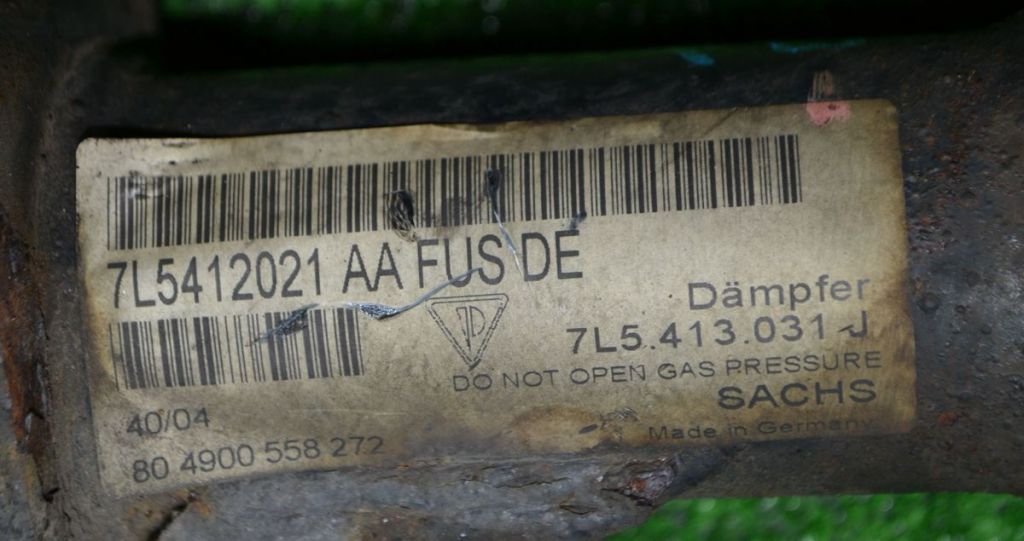 7L5412021 AA FUS DE
Dämpfer
7L5.413.031 J
DO NOT OPEN GAS PRESSURE
SACHS
Made in Germany
40/04
80 4900 558 272